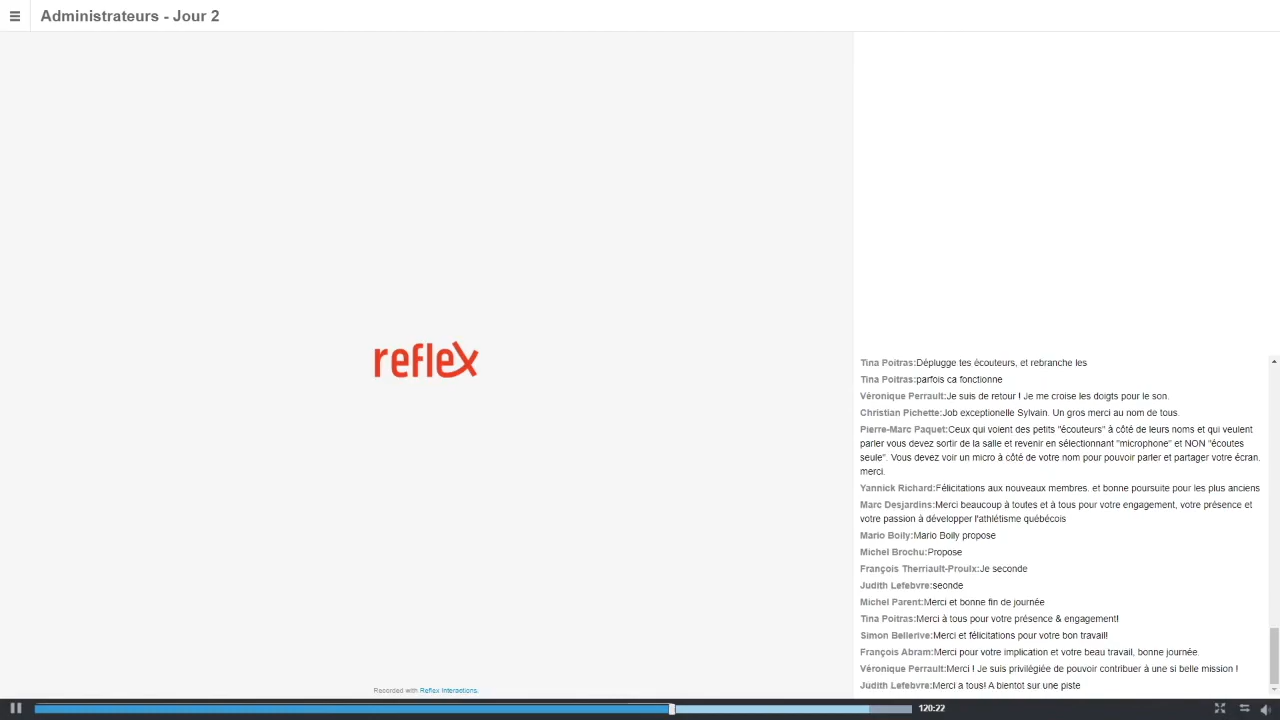 Administrateurs - Jour 2
reflex
Tina Poitras:Déplugge tes écouteurs, et rebranche les
Tina Poitras:parfois ca fonctionne
Véronique Perrault:Je suis de retour ! Je me croise les doigts pour le son.
Christian Pichette:Job exceptionelle Sylvain. Un gros merci au nom de tous.
Pierre-Marc Paquet:Ceux qui voient des petits "écouteurs" à côté de leurs noms et qui veulent
parler vous devez sortir de la salle et revenir en sélectionnant "microphone" et NON "écoutes
seule". Vous devez voir un micro à côté de votre nom pour pouvoir parler et partager votre écran.
merci.
Yannick Richard:Félicitations aux nouveaux membres. et bonne poursuite pour les plus anciens
Marc Desjardins:Merci beaucoup à toutes et à tous pour votre engagement, votre présence et
votre passion à développer l'athlétisme québécois
Mario Boily:Mario Boily propose
Michel Brochu:Propose
François Therriault-Proulx:Je seconde
Judith Lefebvre:seonde
Michel Parent:Merci et bonne fin de journée
Tina Poitras:Merci à tous pour votre présence & engagement!
Simon Bellerive:Merci et félicitations pour votre bon travail!
François Abram:Merci pour votre implication et votre beau travail, bonne journée.
Véronique Perrault:Merci ! Je suis privilégiée de pouvoir contribuer à une si belle mission !
Judith Lefebvre:Merci a tous! A bientot sur une piste
Recorded with Reflex Interactions.
120:22